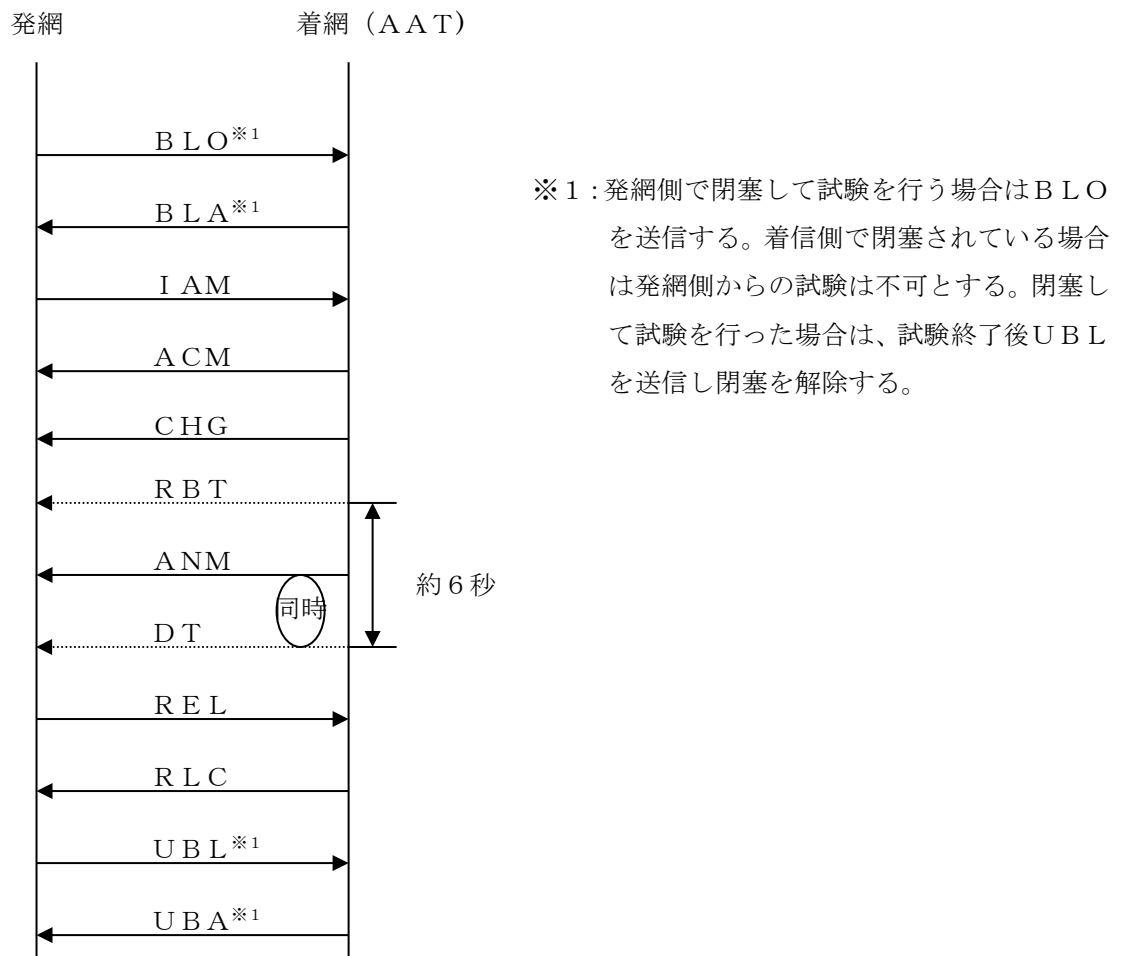 発網 着網（ＡＡＴ）
ＢＬＯ※１
※１：発網側で閉塞して試験を行う場合はＢＬＯ
を送信する。着信側で閉塞されている場合
ＢＬＡ※１
は発網側からの試験は不可とする。閉塞し
ＩＡＭ
て試験を行った場合は、試験終了後ＵＢＬ
ＡＣＭ
を送信し閉塞を解除する。
ＣＨＧ
ＲＢＴ
ＡＮＭ
約６秒
同時
ＤＴ
ＲＥＬ
ＲＬＣ
ＵＢＬ※１
ＵＢＡ※１